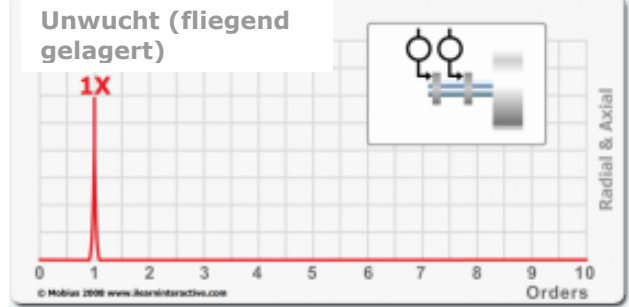 Unwucht (fliegend
gelagert)
1X
Radial & Axial
0 1 2 3 4 5 6 7 8 9 10
© Mobius 2008 www.ilearninteractive.com
Orders